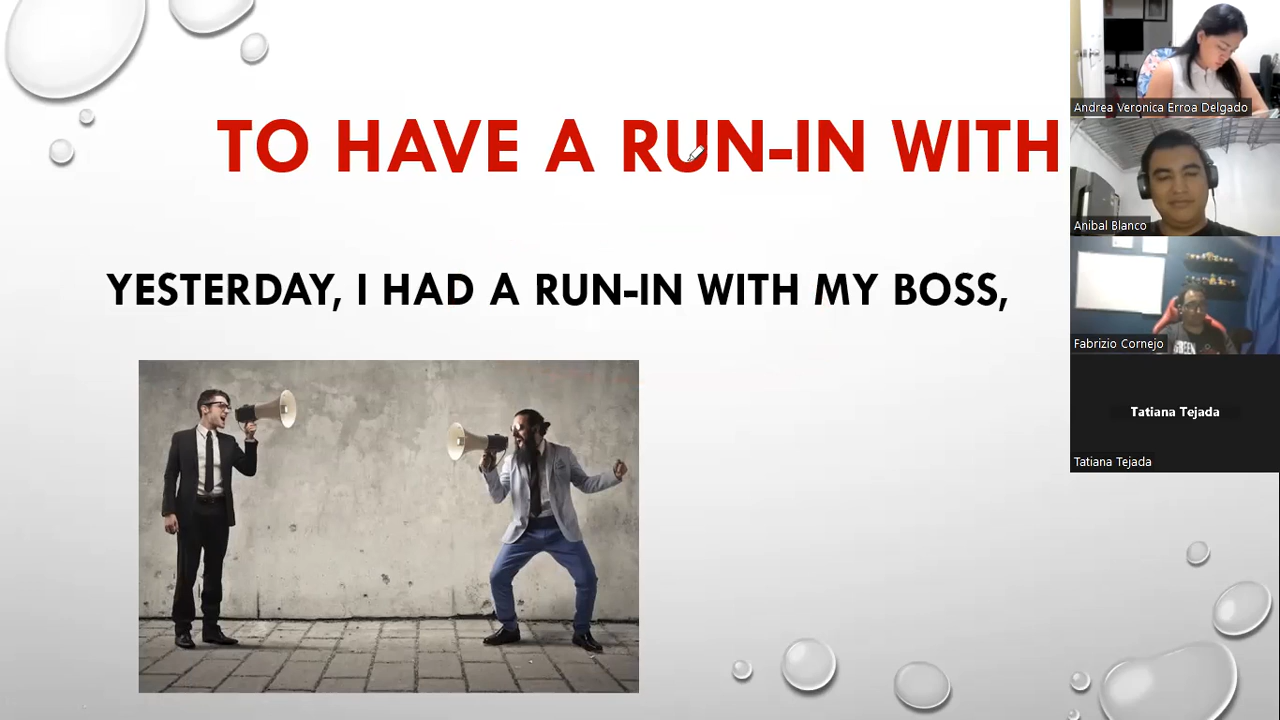 TO HAVE A RUN-IN WITH
YESTERDAY, I HAD A RUN-IN WITH MY BOSS,
Andrea Veronica Erroa Delgado
Anibal Blanco
Fabrizio Cornejo
Tatiana Tejada
Tatiana Tejada